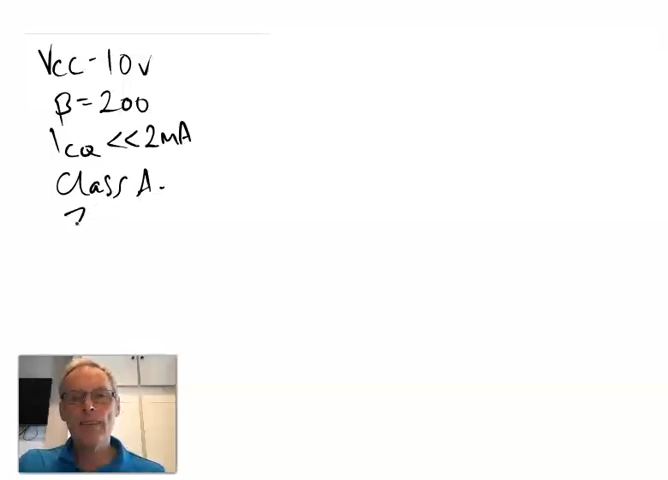 Vcc - 10v
β = 200
Icq << 2mA
Class A.